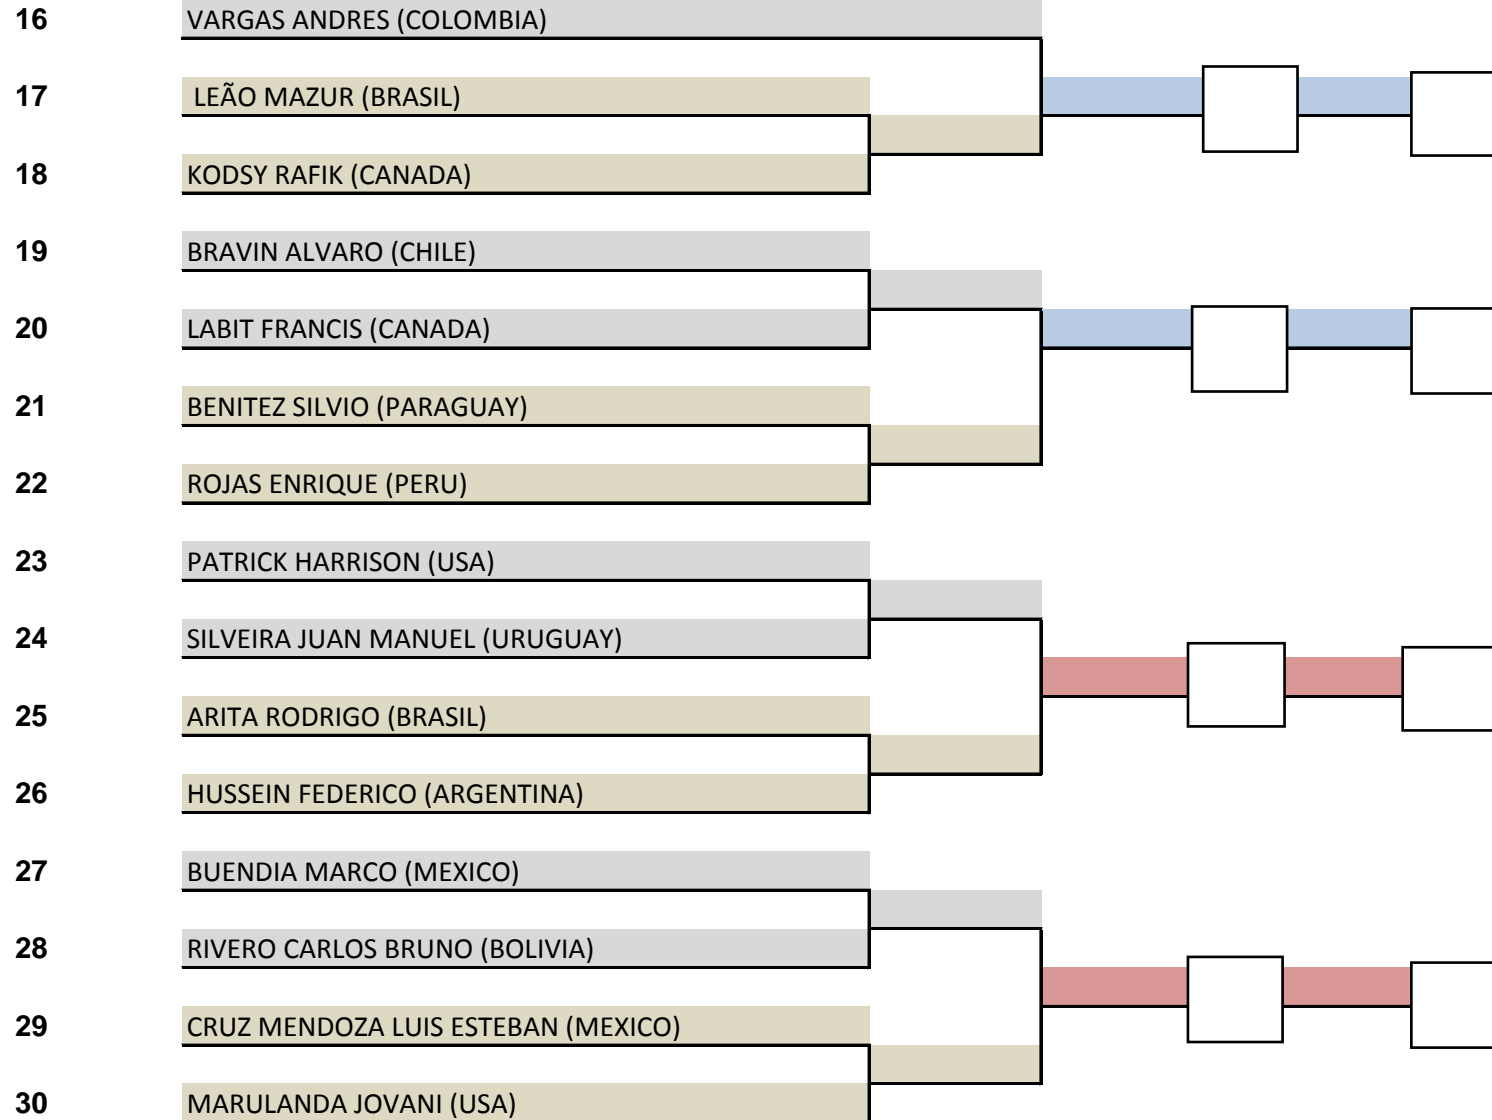 16 VARGAS ANDRES (COLOMBIA)
17 LEÃO MAZUR (BRASIL)
18 KODSY RAFIK (CANADA)
19 BRAVIN ALVARO (CHILE)
20 LABIT FRANCIS (CANADA)
21 BENITEZ SILVIO (PARAGUAY)
22 ROJAS ENRIQUE (PERU)
23 PATRICK HARRISON (USA)
24 SILVEIRA JUAN MANUEL (URUGUAY)
25 ARITA RODRIGO (BRASIL)
26 HUSSEIN FEDERICO (ARGENTINA)
27 BUENDIA MARCO (MEXICO)
28 RIVERO CARLOS BRUNO (BOLIVIA)
29 CRUZ MENDOZA LUIS ESTEBAN (MEXICO)
30 MARULANDA JOVANI (USA)